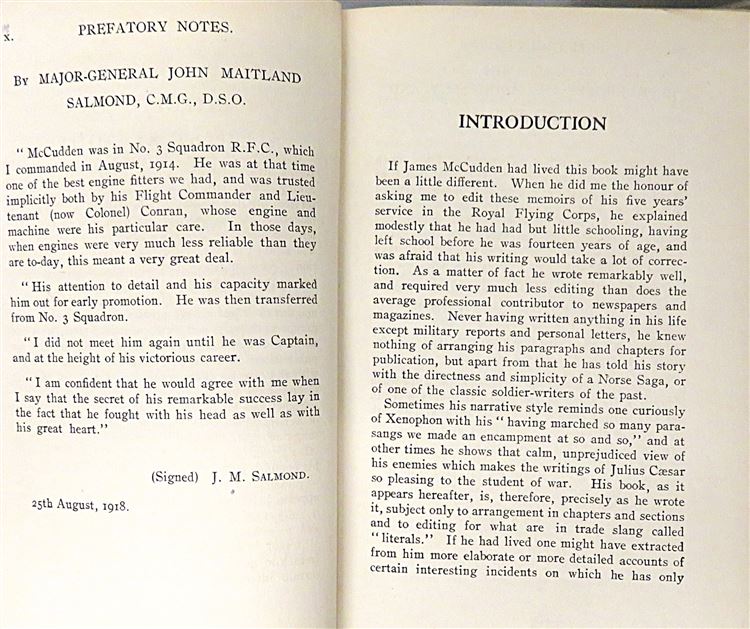 x.
PREFATORY NOTES.
By MAJOR-GENERAL JOHN MAITLAND
SALMOND, C.M.G., D.S.O.
" McCudden was in No. 3 Squadron R.F.C., which
I commanded in August, 1914. He was at that time
one of the best engine fitters we had, and was trusted
implicitly both by his Flight Commander and Lieu-
tenant (now Colonel) Conran, whose engine and
machine were his particular care. In those days,
when engines were very much less reliable than they
are to-day, this meant a very great deal.
" His attention to detail and his capacity marked
him out for early promotion. He was then transferred
from No. 3 Squadron.
" I did not meet him again until he was Captain,
and at the height of his victorious career.
" I am confident that he would agree with me when
I say that the secret of his remarkable success lay in
the fact that he fought with his head as well as with
his great heart."
(Signed) J. M. SALMOND.
25th August, 1918.
INTRODUCTION
If James McCudden had lived this book might have
been a little different. When he did me the honour of
asking me to edit these memoirs of his five years'
service in the Royal Flying Corps, he explained
modestly that he had had but little schooling, having
left school before he was fourteen years of age, and
was afraid that his writing would take a lot of correc-
tion. As a matter of fact he wrote remarkably well,
and required very much less editing than does the
average professional contributor to newspapers and
magazines. Never having written anything in his life
except military reports and personal letters, he knew
nothing of arranging his paragraphs and chapters for
publication, but apart from that he has told his story
with the directness and simplicity of a Norse Saga, or
of one of the classic soldier-writers of the past.
Sometimes his narrative style reminds one curiously
of Xenophon with his " having marched so many para-
sangs we made an encampment at so and so," and at
other times he shows that calm, unprejudiced view of
his enemies which makes the writings of Julius Cæsar
so pleasing to the student of war. His book, as it
appears hereafter, is, therefore, precisely as he wrote
it, subject only to arrangement in chapters and sections
and to editing for what are in trade slang called
" literals." If he had lived one might have extracted
from him more elaborate or more detailed accounts of
certain interesting incidents on which he has only